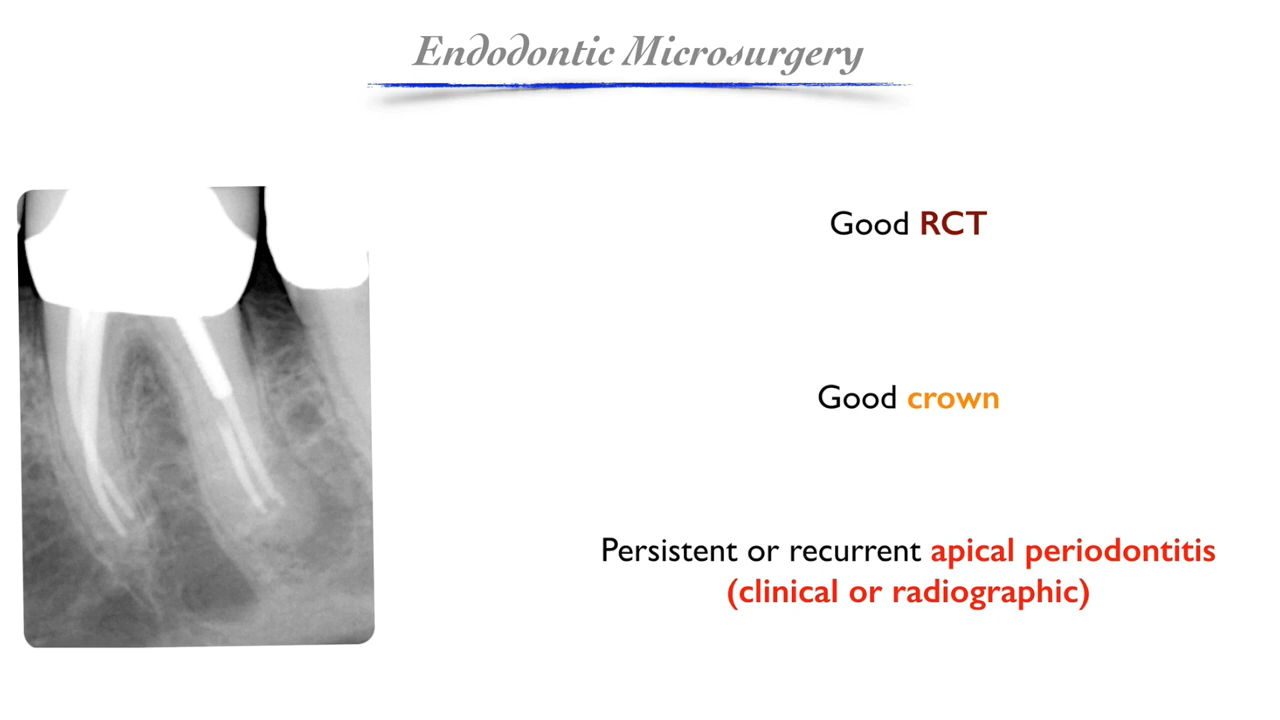 Endodontic Microsurgery
Good RCT
Good crown
Persistent or recurrent apical periodontitis
(clinical or radiographic)